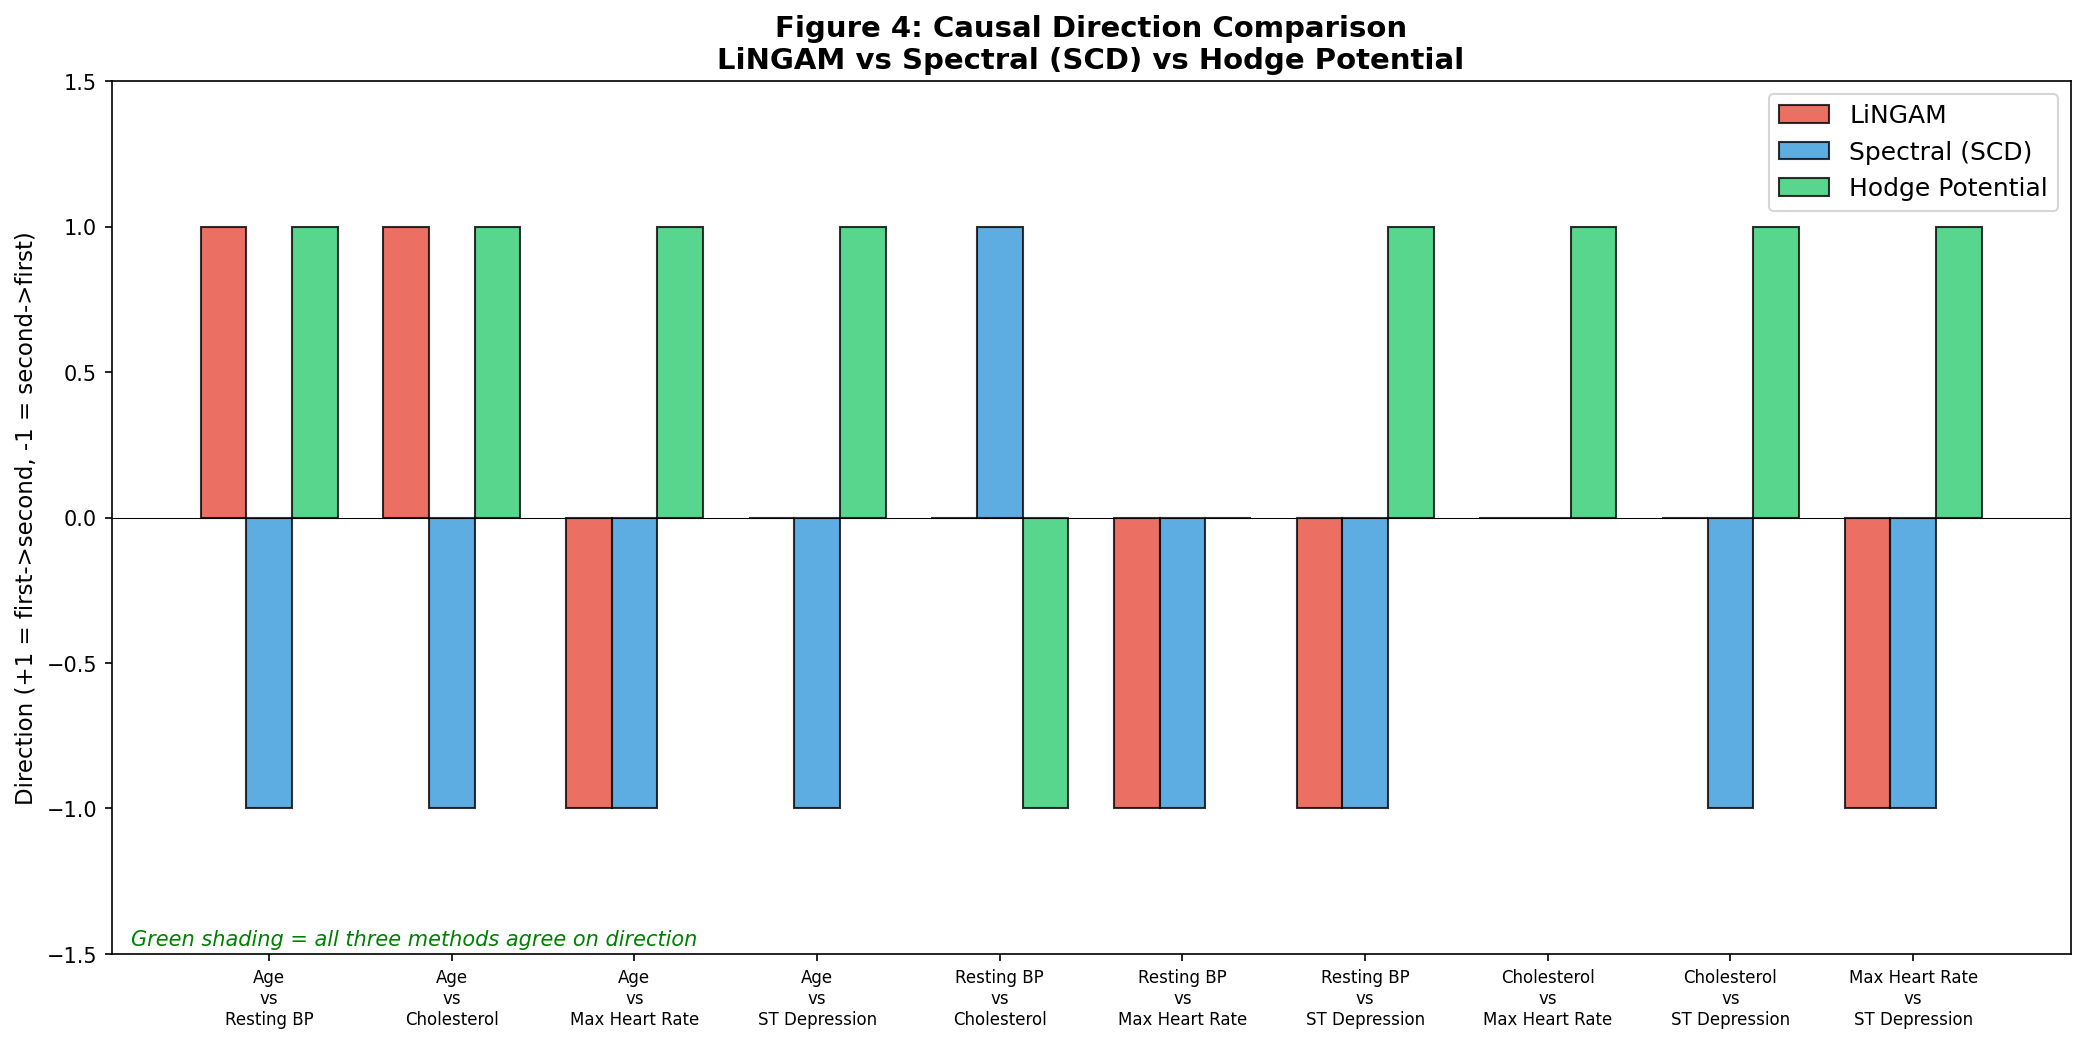 Figure 4: Causal Direction Comparison
LiNGAM vs Spectral (SCD) vs Hodge Potential
LiNGAM
Spectral (SCD)
Hodge Potential
Direction (+1 = first->second, -1 = second->first)
1.5
1.0
0.5
0.0
−0.5
−1.0
−1.5
Green shading = all three methods agree on direction
Age
vs
Resting BP
Age
vs
Cholesterol
Age
vs
Max Heart Rate
Age
vs
ST Depression
Resting BP
vs
Cholesterol
Resting BP
vs
Max Heart Rate
Resting BP
vs
ST Depression
Cholesterol
vs
Max Heart Rate
Cholesterol
vs
ST Depression
Max Heart Rate
vs
ST Depression